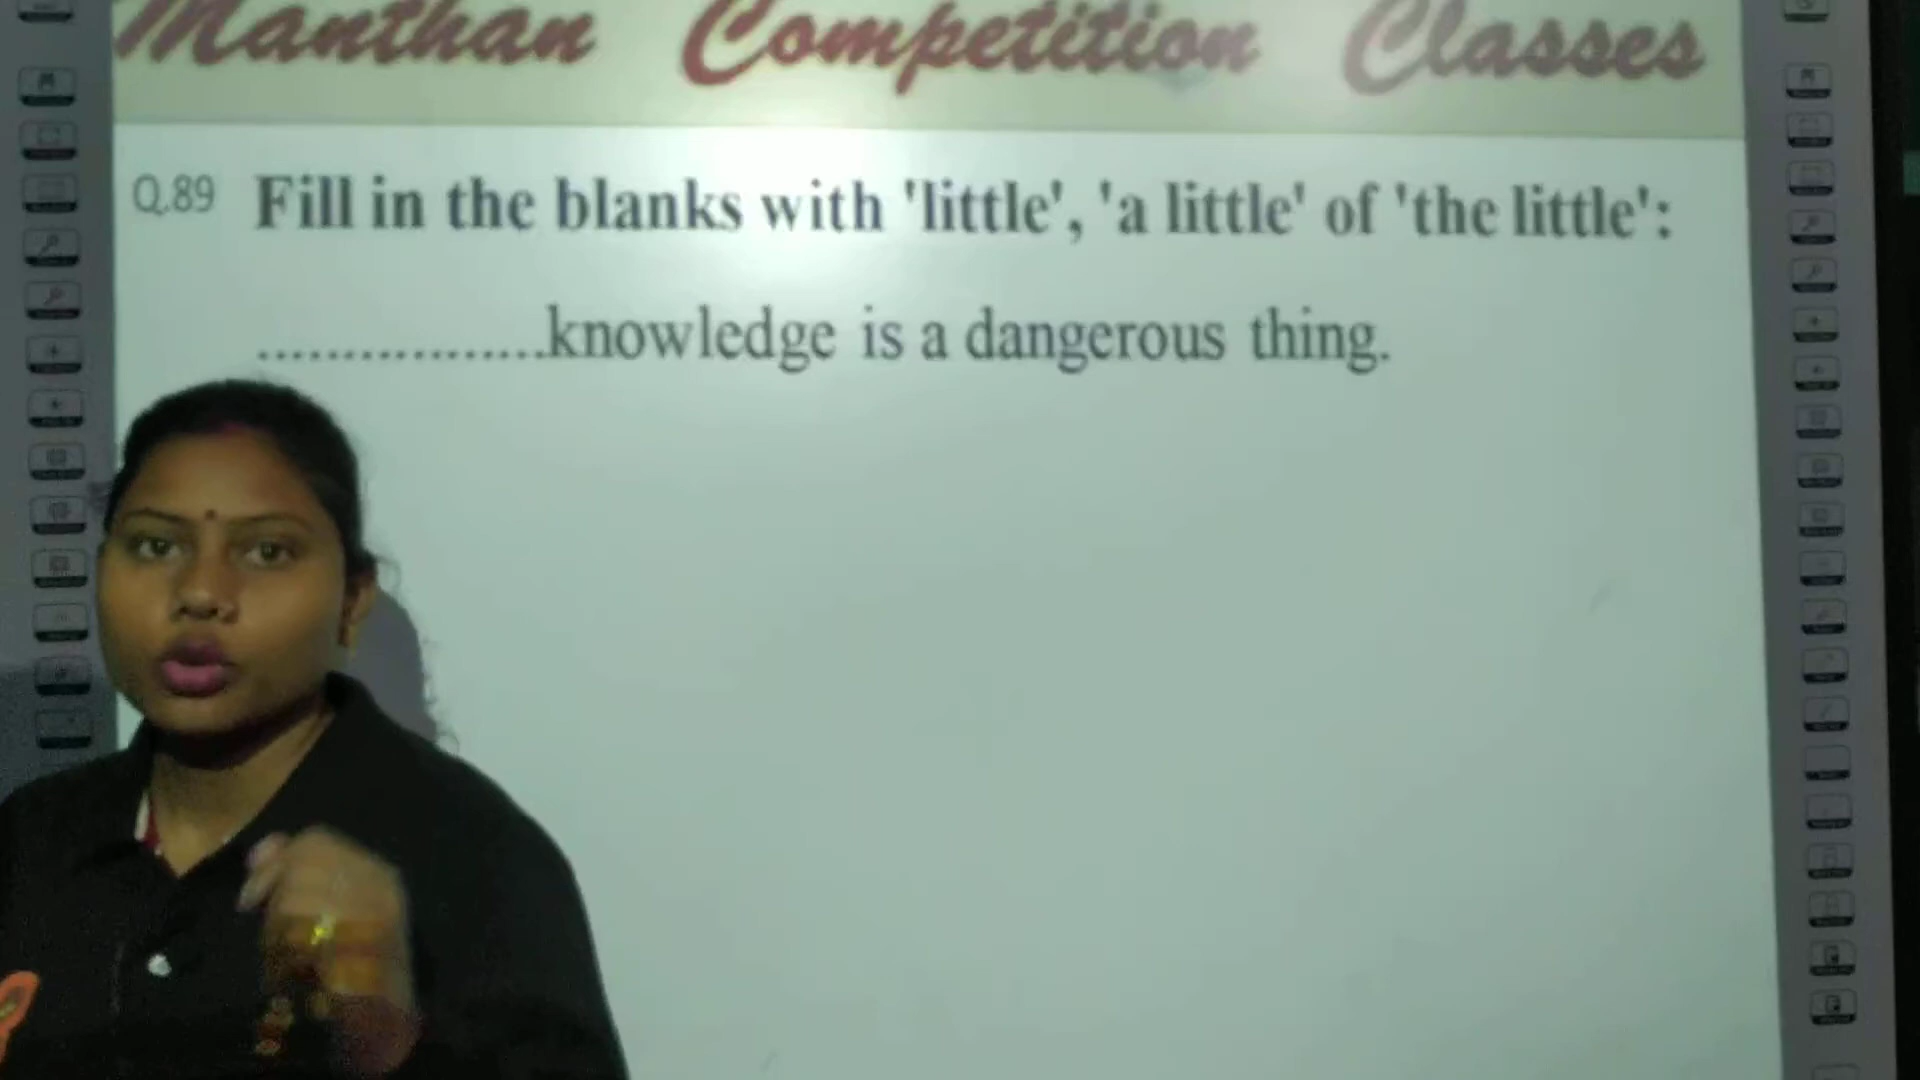 Manthan Competition Classes
Q.89 Fill in the blanks with 'little', 'a little' of 'the little':
.................knowledge is a dangerous thing.